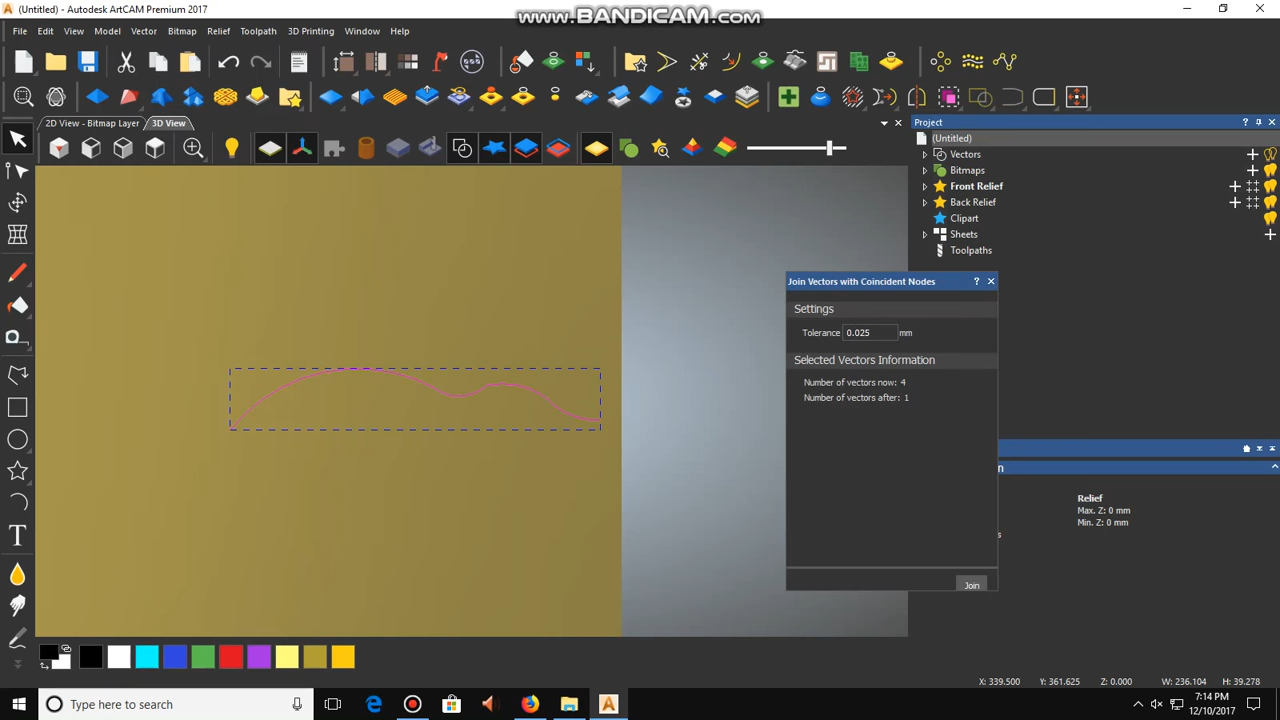 (Untitled) - Autodesk ArtCAM Premium 2017
www.BANDICAM.com
File Edit View Model Vector Bitmap Relief Toolpath 3D Printing Window Help
2D View - Bitmap Layer 3D View
Project
(Untitled)
Vectors
Bitmaps
Front Relief
Back Relief
Clipart
Sheets
Toolpaths
Join Vectors with Coincident Nodes
Settings
Tolerance 0.025 mm
Selected Vectors Information
Number of vectors now: 4
Number of vectors after: 1
Join
Relief
Max. Z: 0 mm
Min. Z: 0 mm
X: 339.500 Y: 361.625 Z: 0.000 W: 236.104 H: 39.278
Type here to search
7:14 PM
12/10/2017